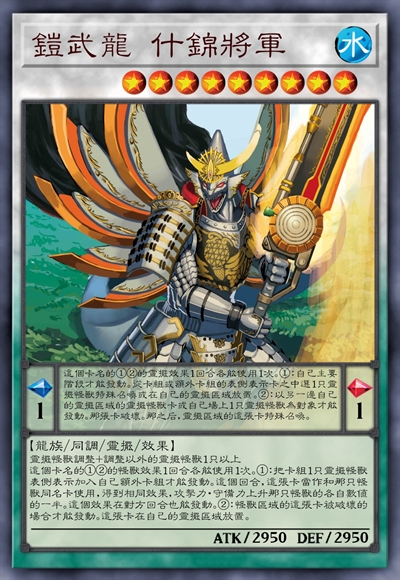 鎧武龍 什錦將軍
水
這個卡名的①②的靈擺效果1回合各能使用1次。①:自己主要
階段才能發動。從卡組或額外卡組的表側表示卡之中選1只靈
擺怪獸特殊召喚或在自己的靈擺區域放置。②:以另一邊自己
的靈擺區域的靈擺怪獸卡或自己場上1只靈擺怪獸為對象才能發
動。那張卡破壞。那之后,靈擺區域的這張卡特殊召喚。
1
1
【龍族/同調/靈擺/效果】
靈擺怪獸調整+調整以外的靈擺怪獸1只以上
這個卡名的①②的怪獸效果1回合各能使用1次。①:把卡組1只靈擺怪獸
表側表示加入自己額外卡組才能發動。這個回合,這張卡當作和那只怪
獸同名卡使用,得到相同效果,攻擊力·守備力上升那只怪獸的各自數值
的一半。這個效果在對方回合也能發動。②:怪獸區域的這張卡被破壞的
場合才能發動。這張卡在自己的靈擺區域放置。
ATK/2950 DEF/2950